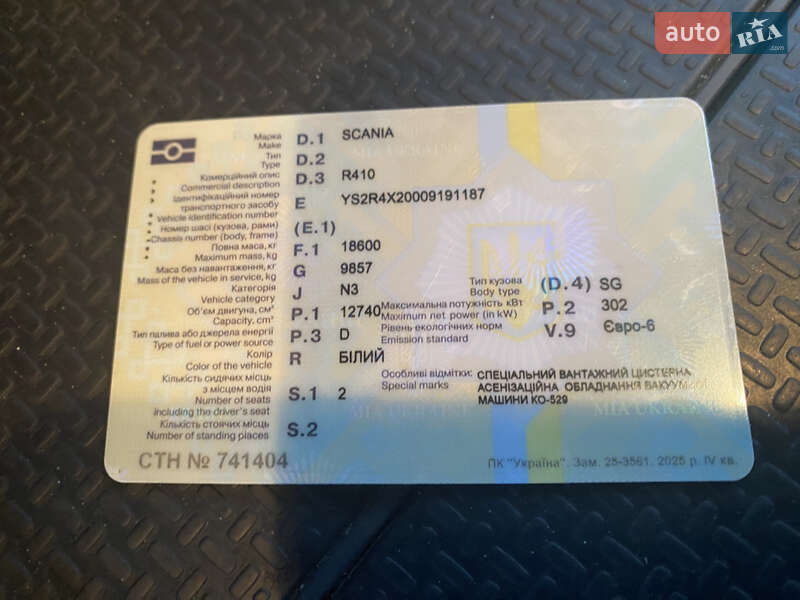 auto RIA .com
Марка D.1 SCANIA
Make
Тип D.2
Type
Комерційний опис D.3 R410
Commercial description
Ідентифікаційний номер
транспортного засобу E YS2R4X20009191187
Vehicle identification number
Номер шасі (кузова, рами) (E.1)
Chassis number (body, frame)
Повна маса, кг F.1 18600
Maximum mass, kg
Маса без навантаження, кг G 9857
Mass of the vehicle in service, kg
Категорія J N3
Vehicle category
Об'єм двигуна, см³ P.1 12740
Capacity, cm³
Тип палива або джерела енергії P.3 D
Type of fuel or power source
Колір R БІЛИЙ
Color of the vehicle
Кількість сидячих місць
з місцем водія S.1 2
Number of seats
including the driver's seat
Кількість стоячих місць S.2
Number of standing places
Тип кузова (D.4) SG
Body type
Максимальна потужність кВт P.2 302
Maximum net power (in kW)
Рівень екологічних норм V.9 Євро-6
Emission standard
Особливі відмітки: СПЕЦІАЛЬНИЙ ВАНТАЖНИЙ ЦИСТЕРНА
Special marks АСЕНІЗАЦІЙНА ОБЛАДНАННЯ
МАШИНИ КО-529
MIA UKRAINE
СТН № 741404
ПК "Україна". Зам. 25-3561. 2025 р. IV кв.